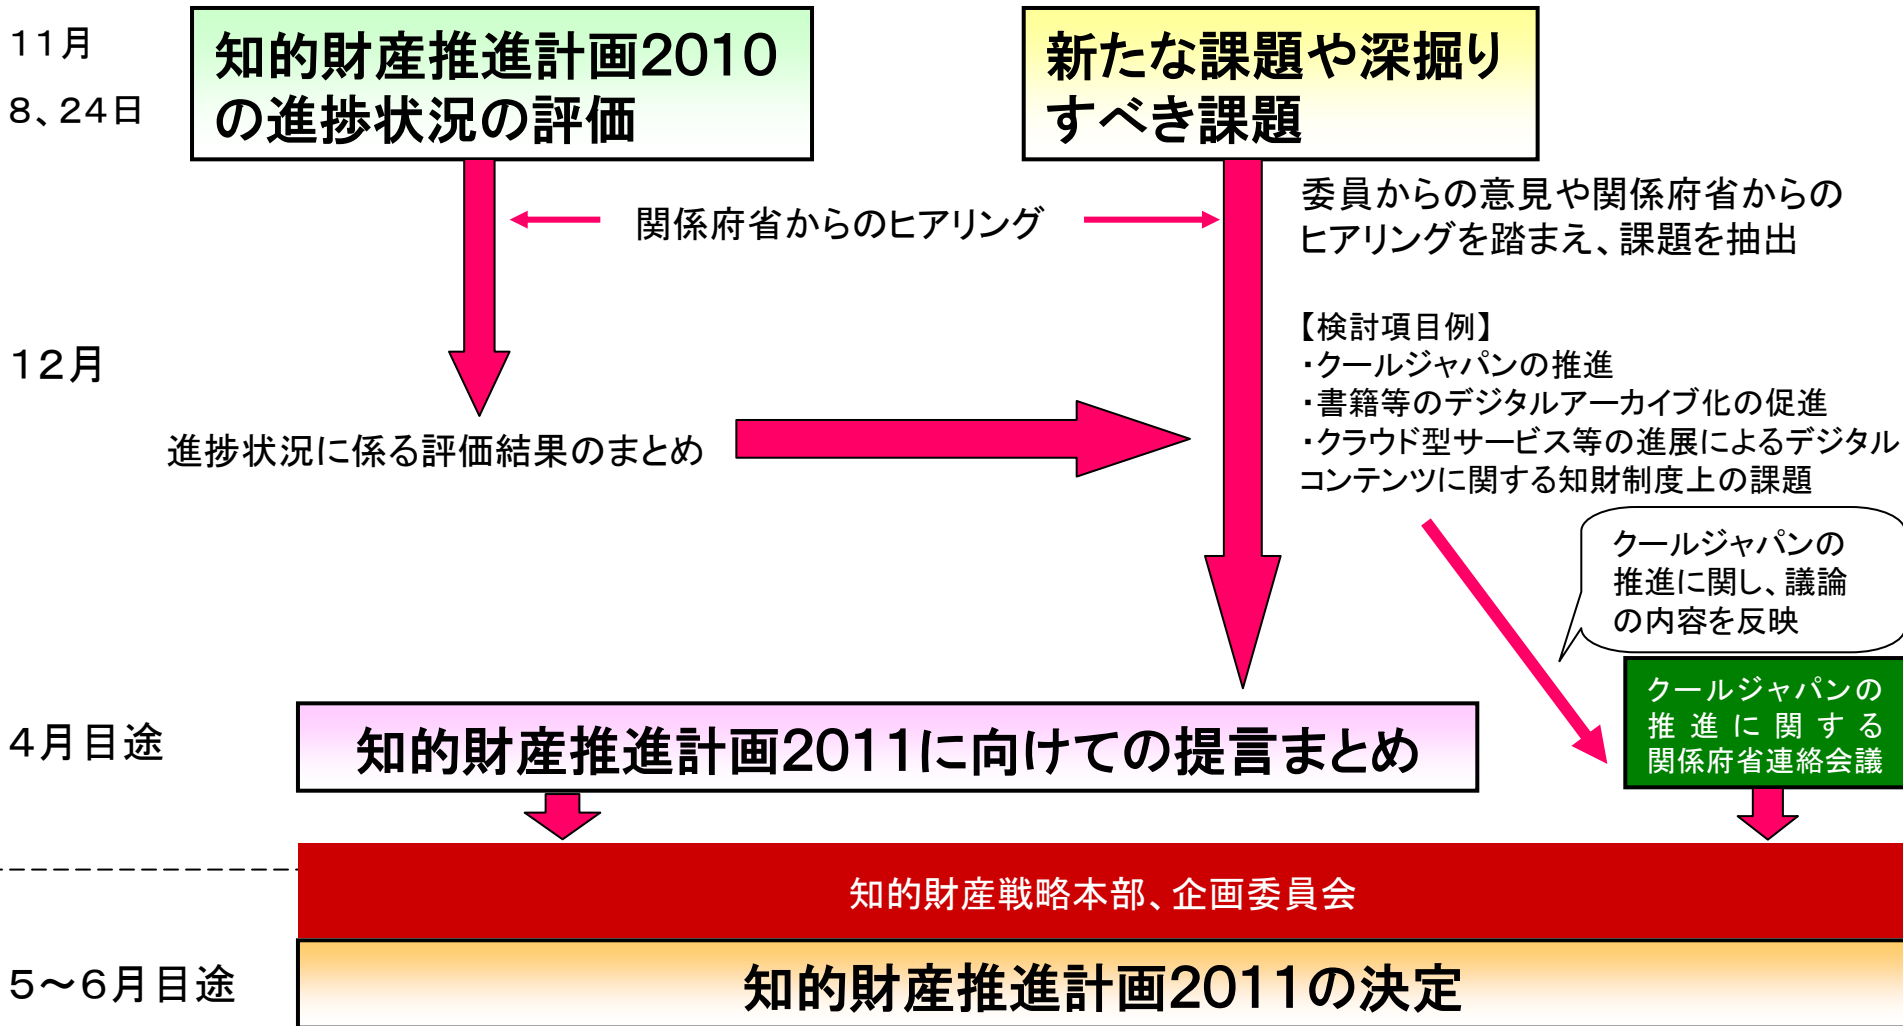 11月
8、24日
知的財産推進計画2010
の進捗状況の評価
新たな課題や深掘り
すべき課題
関係府省からのヒアリング
委員からの意見や関係府省からの
ヒアリングを踏まえ、課題を抽出
12月
進捗状況に係る評価結果のまとめ
【検討項目例】
・クールジャパンの推進
・書籍等のデジタルアーカイブ化の促進
・クラウド型サービス等の進展によるデジタル
コンテンツに関する知財制度上の課題
クールジャパンの
推進に関し、議論
の内容を反映
4月目途
知的財産推進計画2011に向けての提言まとめ
クールジャパンの
推進に関する
関係府省連絡会議
知的財産戦略本部、企画委員会
5〜6月目途
知的財産推進計画2011の決定